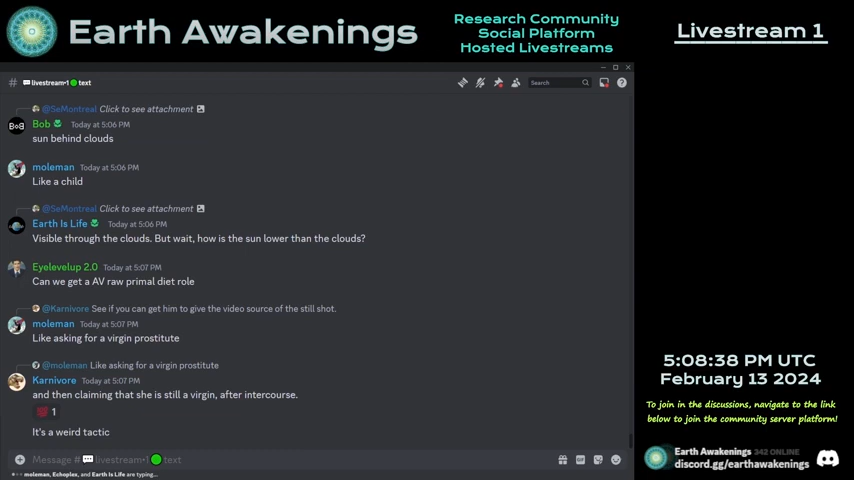 Earth Awakenings
Research Community
Social Platform
Hosted Livestreams
Livestream 1
# livestream•1 text
Search
@SeMontreal Click to see attachment
BOB
Bob Today at 5:06 PM
sun behind clouds
moleman Today at 5:06 PM
Like a child
@SeMontreal Click to see attachment
Earth Is Life Today at 5:06 PM
Visible through the clouds. But wait, how is the sun lower than the clouds?
Eyelevelup 2.0 Today at 5:07 PM
Can we get a AV raw primal diet role
@Karnivore See if you can get him to give the video source of the still shot.
moleman Today at 5:07 PM
Like asking for a virgin prostitute
@moleman Like asking for a virgin prostitute
Karnivore Today at 5:07 PM
and then claiming that she is still a virgin, after intercourse.
1
It's a weird tactic
Message # livestream•1 text
GIF
moleman, Echoplex, and Earth Is Life are typing...
5:08:38 PM UTC
February 13 2024
To join in the discussions, navigate to the link
below to join the community server platform!
Earth Awakenings 342 ONLINE
discord.gg/earthawakenings